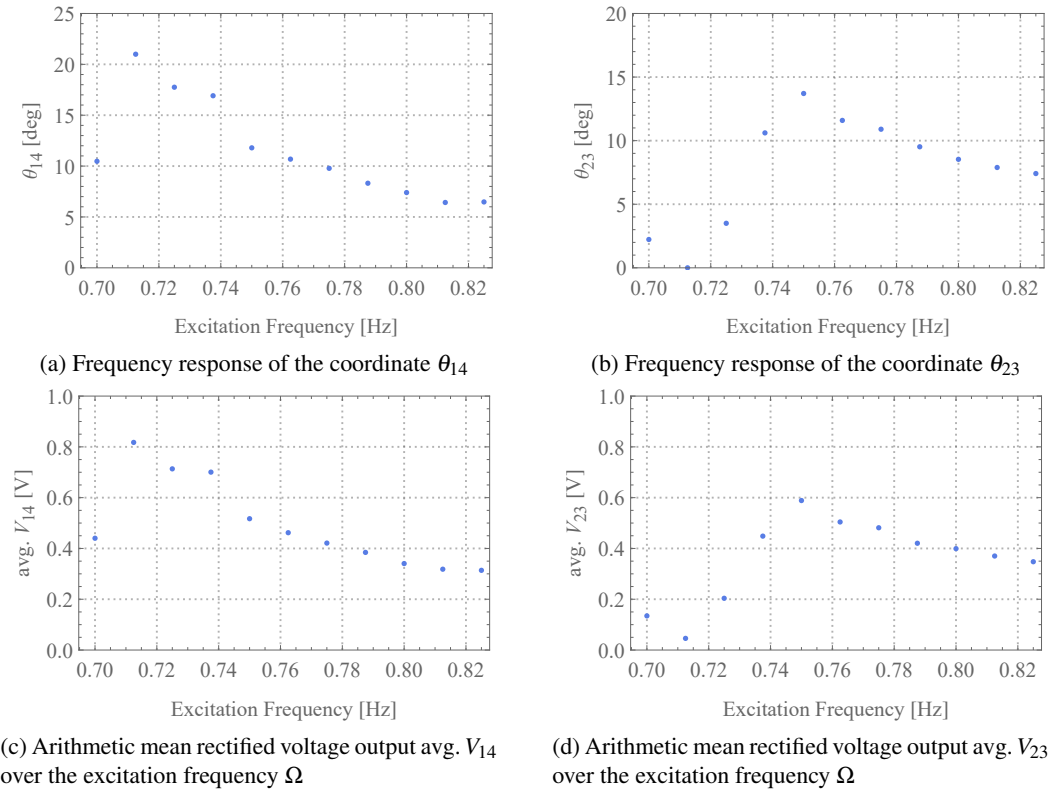 25
20
15
10
5
0
θ14 [deg]
0.70 0.72 0.74 0.76 0.78 0.80 0.82
Excitation Frequency [Hz]
(a) Frequency response of the coordinate θ14
20
15
10
5
0
θ23 [deg]
0.70 0.72 0.74 0.76 0.78 0.80 0.82
Excitation Frequency [Hz]
(b) Frequency response of the coordinate θ23
1.0
0.8
0.6
0.4
0.2
0.0
avg. V14 [V]
0.70 0.72 0.74 0.76 0.78 0.80 0.82
Excitation Frequency [Hz]
(c) Arithmetic mean rectified voltage output avg. V14
over the excitation frequency Ω
1.0
0.8
0.6
0.4
0.2
0.0
avg. V23 [V]
0.70 0.72 0.74 0.76 0.78 0.80 0.82
Excitation Frequency [Hz]
(d) Arithmetic mean rectified voltage output avg. V23
over the excitation frequency Ω